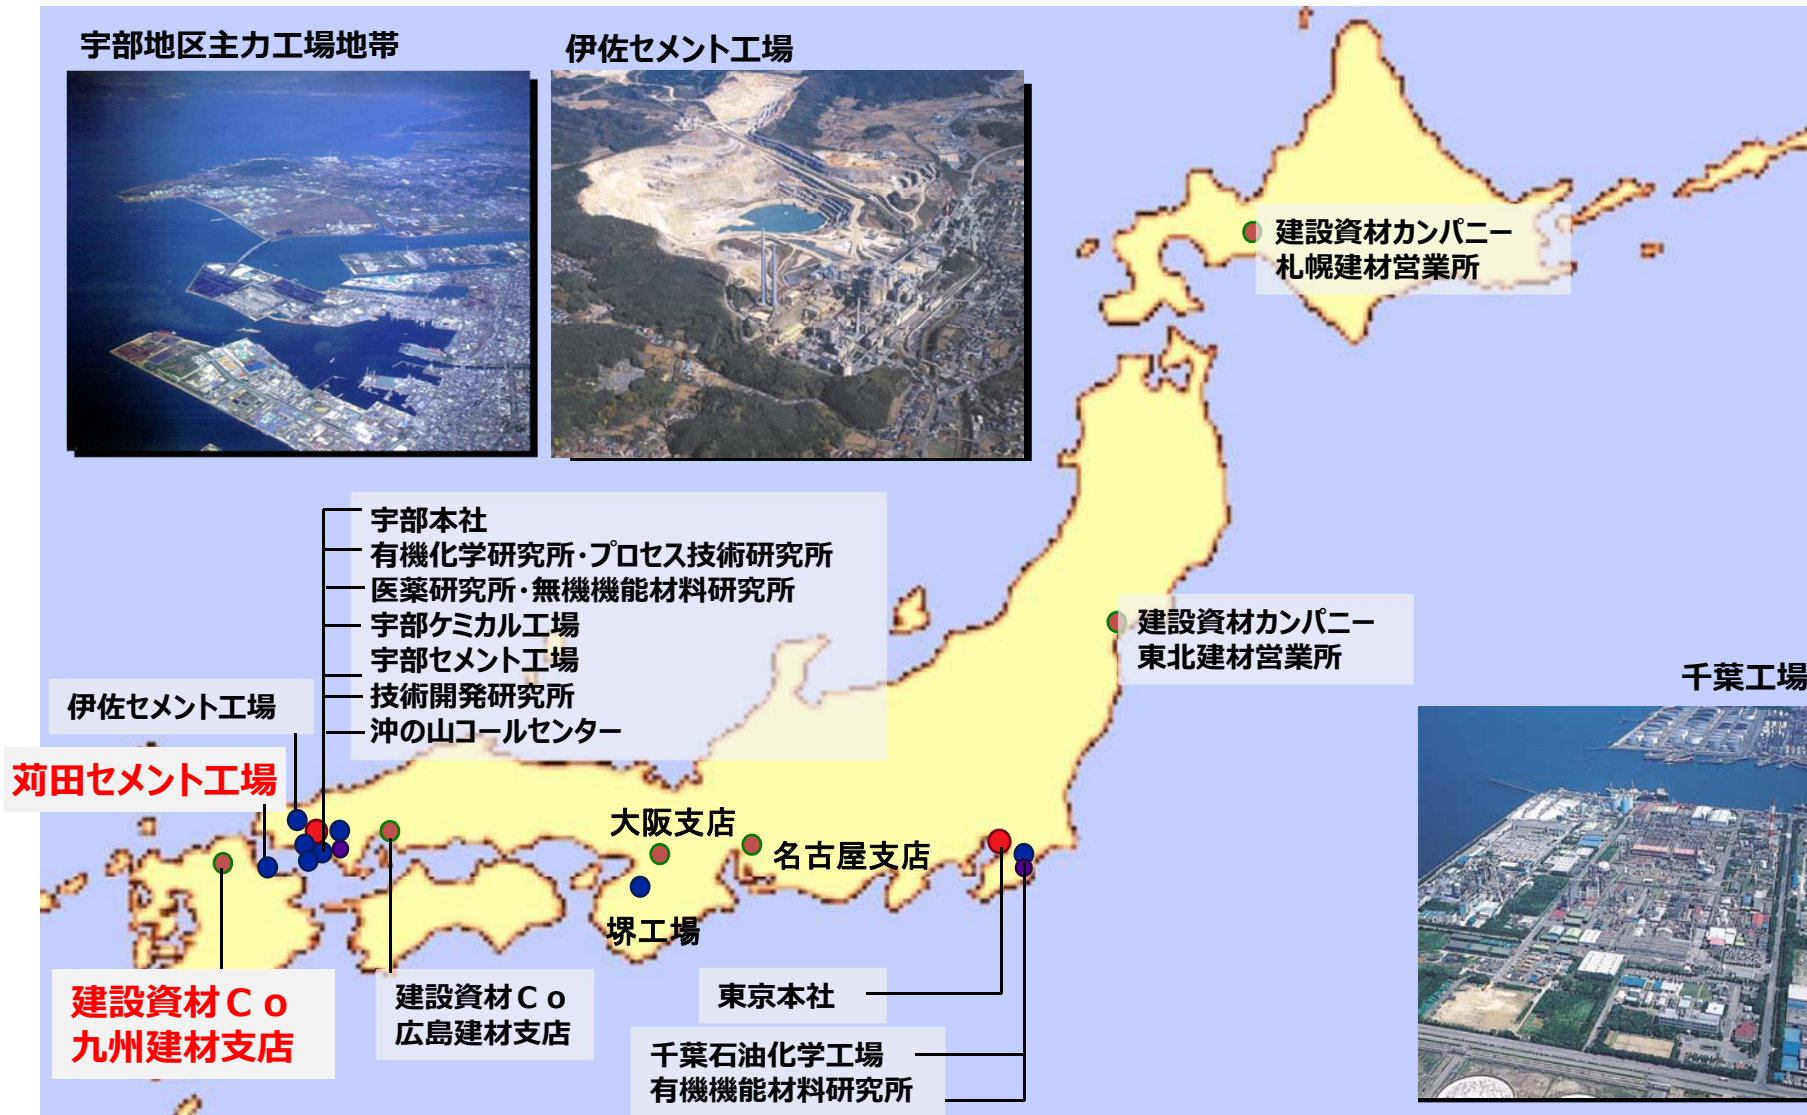 宇部地区主力工場地帯
伊佐セメント工場
建設資材カンパニー
札幌建材営業所
宇部本社
有機化学研究所・プロセス技術研究所
医薬研究所・無機機能材料研究所
宇部ケミカル工場
宇部セメント工場
技術開発研究所
沖の山コールセンター
建設資材カンパニー
東北建材営業所
千葉工場
伊佐セメント工場
苅田セメント工場
大阪支店
名古屋支店
堺工場
建設資材Ｃｏ
九州建材支店
建設資材Ｃｏ
広島建材支店
東京本社
千葉石油化学工場
有機機能材料研究所